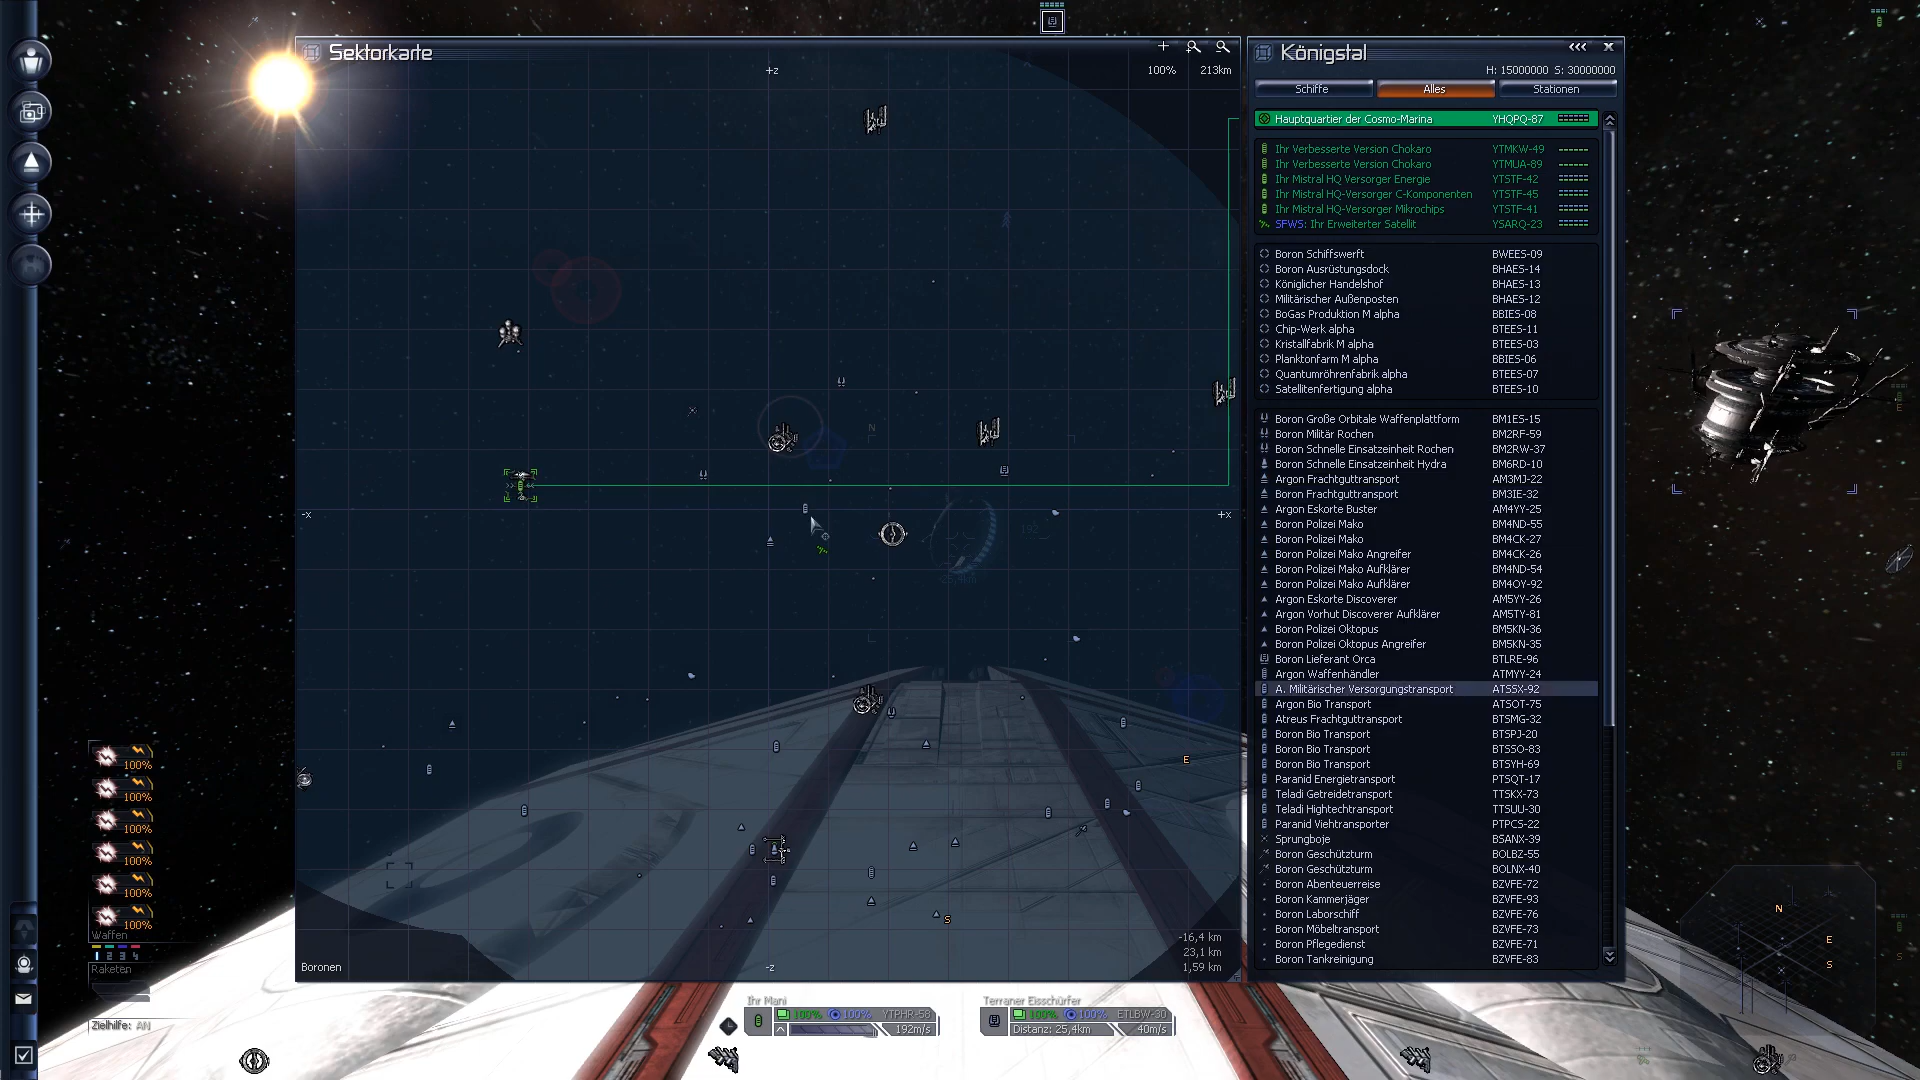 Sektorkarte
+z
100%
213km
-x
+x
N
E
S
-16,4 km
23,1 km
1,59 km
-z
Boronen
Königstal
<<<
H: 15000000 S: 30000000
Schiffe
Alles
Stationen
Hauptquartier der Cosmo-Marina YHQPQ-87
Ihr Verbesserte Version Chokaro YTMKW-49
Ihr Verbesserte Version Chokaro YTMUA-89
Ihr Mistral HQ Versorger Energie YTSTF-42
Ihr Mistral HQ-Versorger C-Komponenten YTSTF-45
Ihr Mistral HQ-Versorger Mikrochips YTSTF-41
SFWS: Ihr Erweiterter Satellit YSARQ-23
Boron Schiffswerft BWEES-09
Boron Ausrüstungsdock BHAES-14
Königlicher Handelshof BHAES-13
Militärischer Außenposten BHAES-12
BoGas Produktion M alpha BBIES-08
Chip-Werk alpha BTEES-11
Kristallfabrik M alpha BTEES-03
Planktonfarm M alpha BBIES-06
Quantumröhrenfabrik alpha BTEES-07
Satellitenfertigung alpha BTEES-10
Boron Große Orbitale Waffenplattform BM1ES-15
Boron Militär Rochen BM2RF-59
Boron Schnelle Einsatzeinheit Rochen BM2RW-37
Boron Schnelle Einsatzeinheit Hydra BM6RD-10
Argon Frachtguttransport AM3MJ-22
Boron Frachtguttransport BM3IE-32
Argon Eskorte Buster AM4YY-25
Boron Polizei Mako BM4ND-55
Boron Polizei Mako BM4CK-27
Boron Polizei Mako Angreifer BM4CK-26
Boron Polizei Mako Aufklärer BM4ND-54
Boron Polizei Mako Aufklärer BM4OY-92
Argon Eskorte Discoverer AM5YY-26
Argon Vorhut Discoverer Aufklärer AM5TY-81
Boron Polizei Oktopus BM5KN-36
Boron Polizei Oktopus Angreifer BM5KN-35
Boron Lieferant Orca BTLRE-96
Argon Waffenhändler ATMYY-24
A. Militärischer Versorgungstransport ATSSX-92
Argon Bio Transport ATSOT-75
Atreus Frachtguttransport BTSMG-32
Boron Bio Transport BTSPJ-20
Boron Bio Transport BTSSO-83
Boron Bio Transport BTSYH-69
Paranid Energietransport PTSQT-17
Teladi Getreidetransport TTSKX-73
Teladi Hightechtransport TTSUU-30
Paranid Viehtransporter PTPCS-22
Sprungboje BSANX-39
Boron Geschützturm BOLBZ-55
Boron Geschützturm BOLNX-40
Boron Abenteuerreise BZVFE-72
Boron Kammerjäger BZVFE-93
Boron Laborschiff BZVFE-76
Boron Möbeltransport BZVFE-73
Boron Pflegedienst BZVFE-71
Boron Tankreinigung BZVFE-83
100%
100%
100%
100%
100%
100%
Waffen
1 2 3 4
Raketen
Zielhilfe: AN
Ihr Mani
100% 100% YTPHR-58
192m/s
Terraner Eisschürfer
100% 100% ETLBW-30
Distanz: 25,4km 40m/s
N
E
S